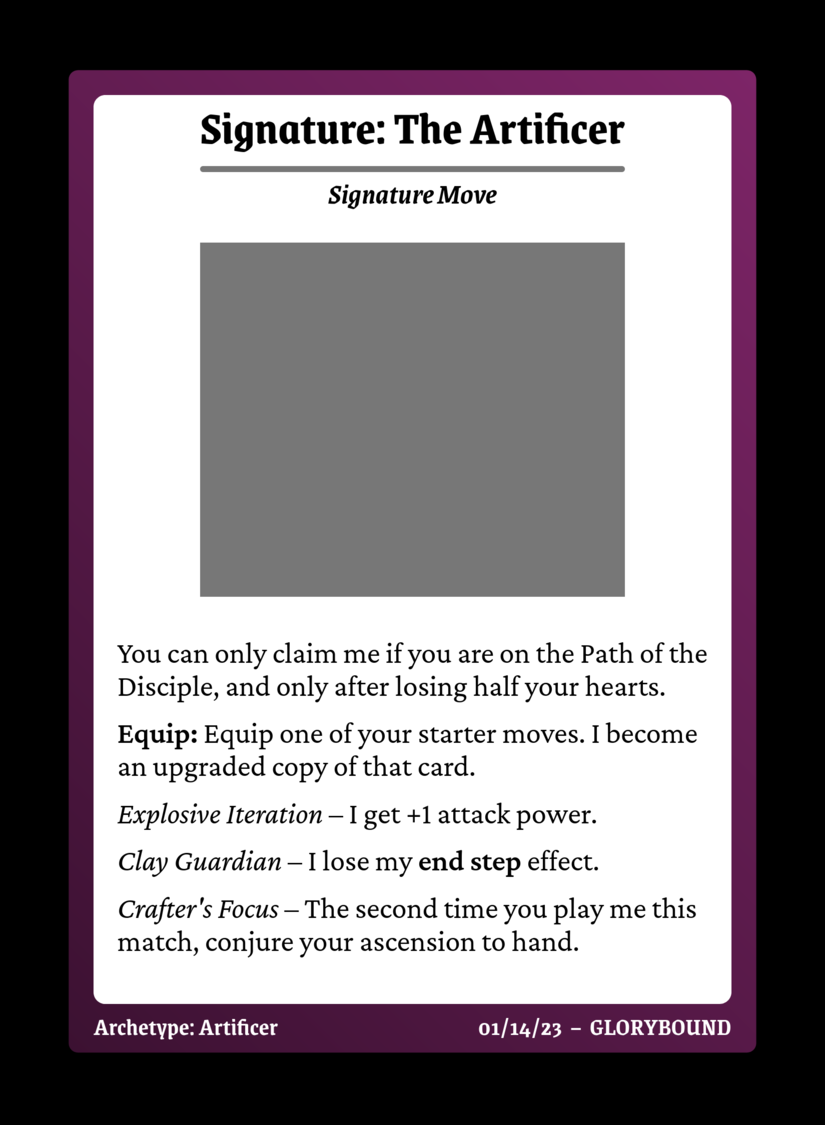 Signature: The Artificer
Signature Move
You can only claim me if you are on the Path of the
Disciple, and only after losing half your hearts.
Equip: Equip one of your starter moves. I become
an upgraded copy of that card.
Explosive Iteration – I get +1 attack power.
Clay Guardian – I lose my end step effect.
Crafter's Focus – The second time you play me this
match, conjure your ascension to hand.
Archetype: Artificer
01/14/23 – GLORYBOUND